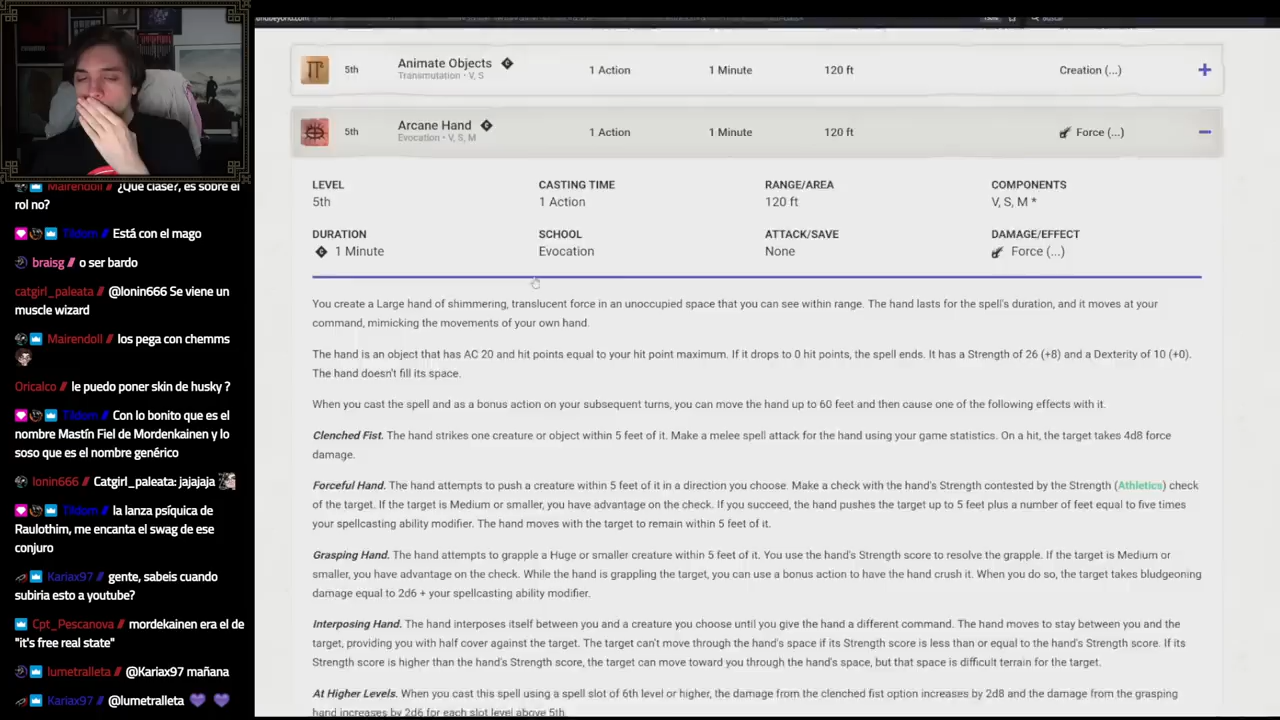 Mairendoll // ¿Que clase?, es sobre el
rol no?
Tildom // Está con el mago
braisg // o ser bardo
catgirl_paleata // @lonin666 Se viene un
muscle wizard
Mairendoll // los pega con chemms
Oricalco // le puedo poner skin de husky ?
Tildom // Con lo bonito que es el
nombre Mastín Fiel de Mordenkainen y lo
soso que es el nombre genérico
lonin666 // Catgirl_paleata: jajajaja
Tildom // la lanza psíquica de
Raulothim, me encanta el swag de ese
conjuro
Kariax97 // gente, sabeis cuando
subiria esto a youtube?
Cpt_Pescanova // mordekainen era el de
"it's free real state"
lumetralleta // @Kariax97 mañana
Kariax97 // @lumetralleta
5th Animate Objects 1 Action 1 Minute 120 ft Creation (...) +
Transmutation • V, S
5th Arcane Hand 1 Action 1 Minute 120 ft Force (...) −
Evocation • V, S, M
LEVEL CASTING TIME RANGE/AREA COMPONENTS
5th 1 Action 120 ft V, S, M *
DURATION SCHOOL ATTACK/SAVE DAMAGE/EFFECT
1 Minute Evocation None Force (...)
You create a Large hand of shimmering, translucent force in an unoccupied space that you can see within range. The hand lasts for the spell's duration, and it moves at your
command, mimicking the movements of your own hand.
The hand is an object that has AC 20 and hit points equal to your hit point maximum. If it drops to 0 hit points, the spell ends. It has a Strength of 26 (+8) and a Dexterity of 10 (+0).
The hand doesn't fill its space.
When you cast the spell and as a bonus action on your subsequent turns, you can move the hand up to 60 feet and then cause one of the following effects with it.
Clenched Fist. The hand strikes one creature or object within 5 feet of it. Make a melee spell attack for the hand using your game statistics. On a hit, the target takes 4d8 force
damage.
Forceful Hand. The hand attempts to push a creature within 5 feet of it in a direction you choose. Make a check with the hand's Strength contested by the Strength (Athletics) check
of the target. If the target is Medium or smaller, you have advantage on the check. If you succeed, the hand pushes the target up to 5 feet plus a number of feet equal to five times
your spellcasting ability modifier. The hand moves with the target to remain within 5 feet of it.
Grasping Hand. The hand attempts to grapple a Huge or smaller creature within 5 feet of it. You use the hand's Strength score to resolve the grapple. If the target is Medium or
smaller, you have advantage on the check. While the hand is grappling the target, you can use a bonus action to have the hand crush it. When you do so, the target takes bludgeoning
damage equal to 2d6 + your spellcasting ability modifier.
Interposing Hand. The hand interposes itself between you and a creature you choose until you give the hand a different command. The hand moves to stay between you and the
target, providing you with half cover against the target. The target can't move through the hand's space if its Strength score is less than or equal to the hand's Strength score. If its
Strength score is higher than the hand's Strength score, the target can move toward you through the hand's space, but that space is difficult terrain for the target.
At Higher Levels. When you cast this spell using a spell slot of 6th level or higher, the damage from the clenched fist option increases by 2d8 and the damage from the grasping
hand increases by 2d6 for each slot level above 5th.